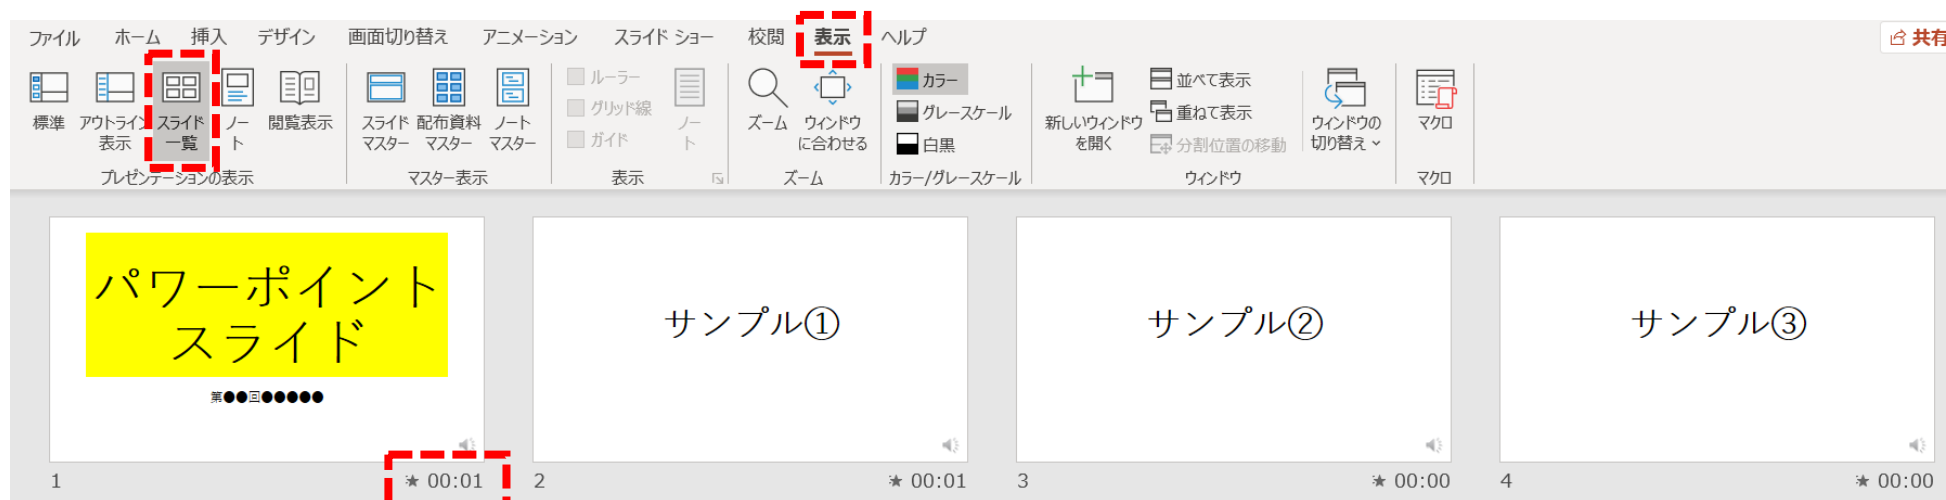 ファイル ホーム 挿入 デザイン 画面切り替え アニメーション スライド ショー 校閲 表示 ヘルプ 共有
標準
アウトライン
表示
スライド
一覧
ノー
ト
閲覧表示
プレゼンテーションの表示
スライド
マスター
配布資料
マスター
ノート
マスター
マスター表示
ルーラー
グリッド線
ガイド
ノー
ト
表示
ズーム
ウィンドウ
に合わせる
ズーム
カラー
グレースケール
白黒
カラー/グレースケール
新しいウィンドウ
を開く
並べて表示
重ねて表示
分割位置の移動
ウィンドウの
切り替え
ウィンドウ
マクロ
マクロ
パワーポイント
スライド
第●●回●●●●●
1 00:01
サンプル①
2 00:01
サンプル②
3 00:00
サンプル③
4 00:00